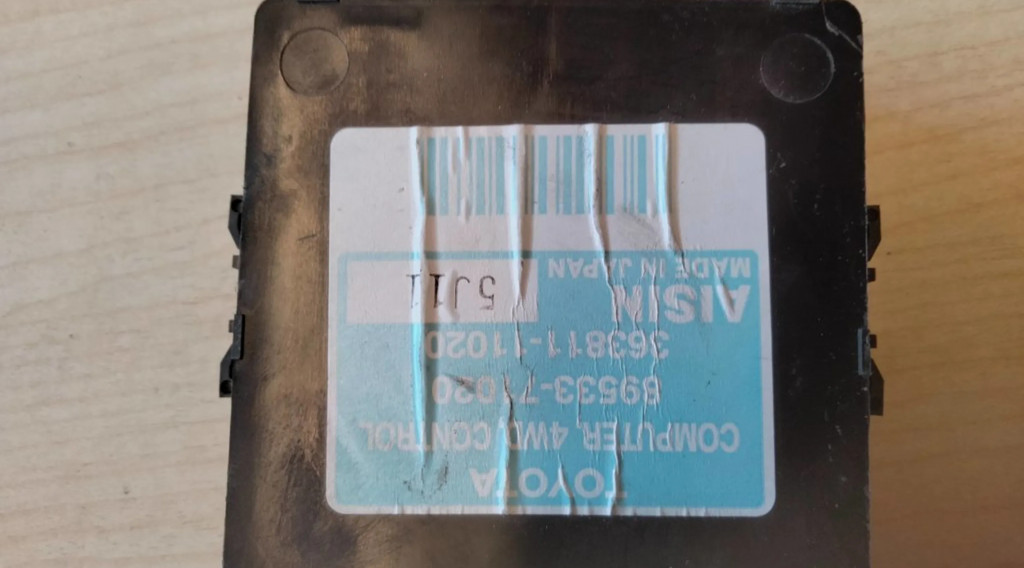 TOYOTA
COMPUTER, 4WD CONTROL
89533-71020
363811-11020
AISIN 5J11
MADE IN JAPAN